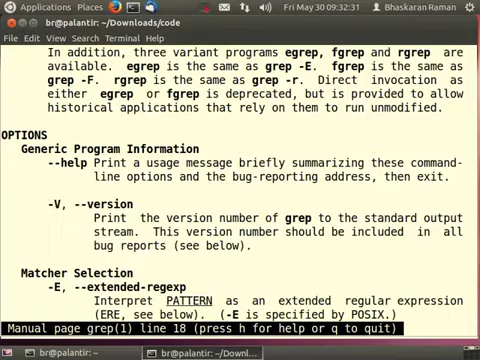 Applications Places System Fri May 30 09:32:31 Bhaskaran Raman
br@palantir: ~/Downloads/code
File Edit View Search Terminal Help
In addition, three variant programs egrep, fgrep and rgrep are
available. egrep is the same as grep -E. fgrep is the same as
grep -F. rgrep is the same as grep -r. Direct invocation as
either egrep or fgrep is deprecated, but is provided to allow
historical applications that rely on them to run unmodified.
OPTIONS
Generic Program Information
--help Print a usage message briefly summarizing these command-
line options and the bug-reporting address, then exit.
-V, --version
Print the version number of grep to the standard output
stream. This version number should be included in all
bug reports (see below).
Matcher Selection
-E, --extended-regexp
Interpret PATTERN as an extended regular expression
(ERE, see below). (-E is specified by POSIX.)
Manual page grep(1) line 18 (press h for help or q to quit)
br@palantir: ~ br@palantir: ~/Downl...